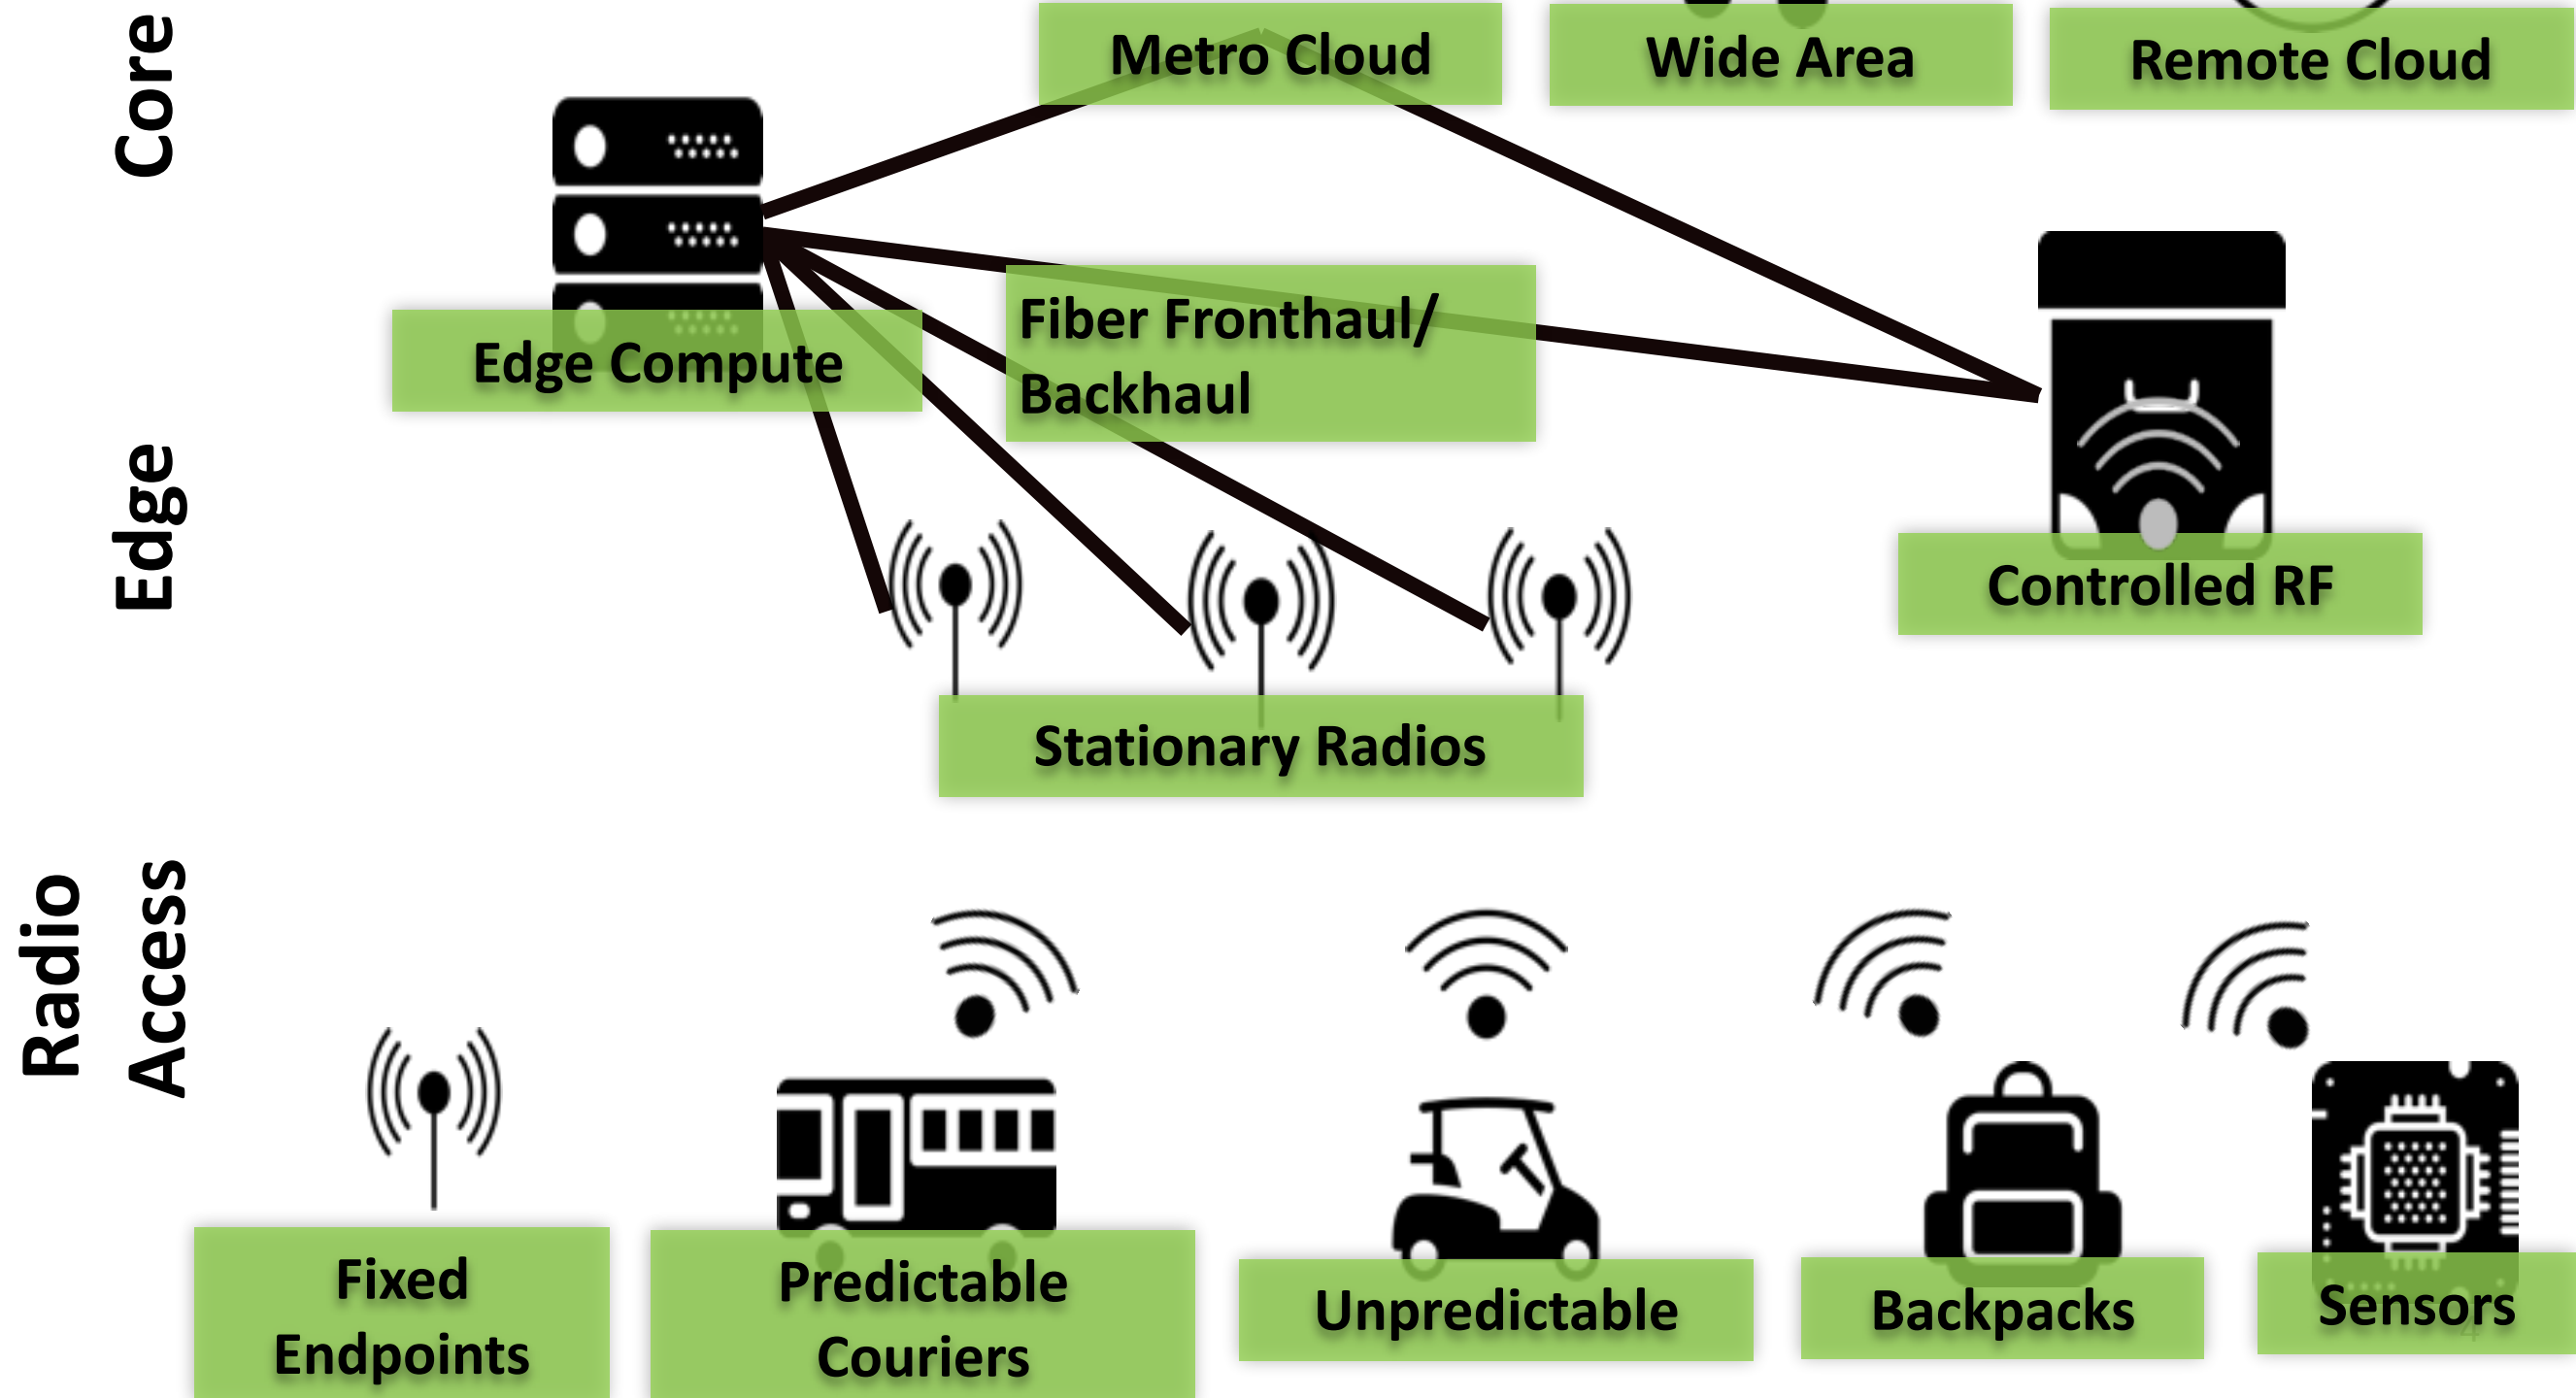 Core
Metro Cloud
Wide Area
Remote Cloud
Edge Compute
Fiber Fronthaul/
Backhaul
Edge
Controlled RF
Stationary Radios
Radio
Access
Fixed
Endpoints
Predictable
Couriers
Unpredictable
Backpacks
Sensors
4